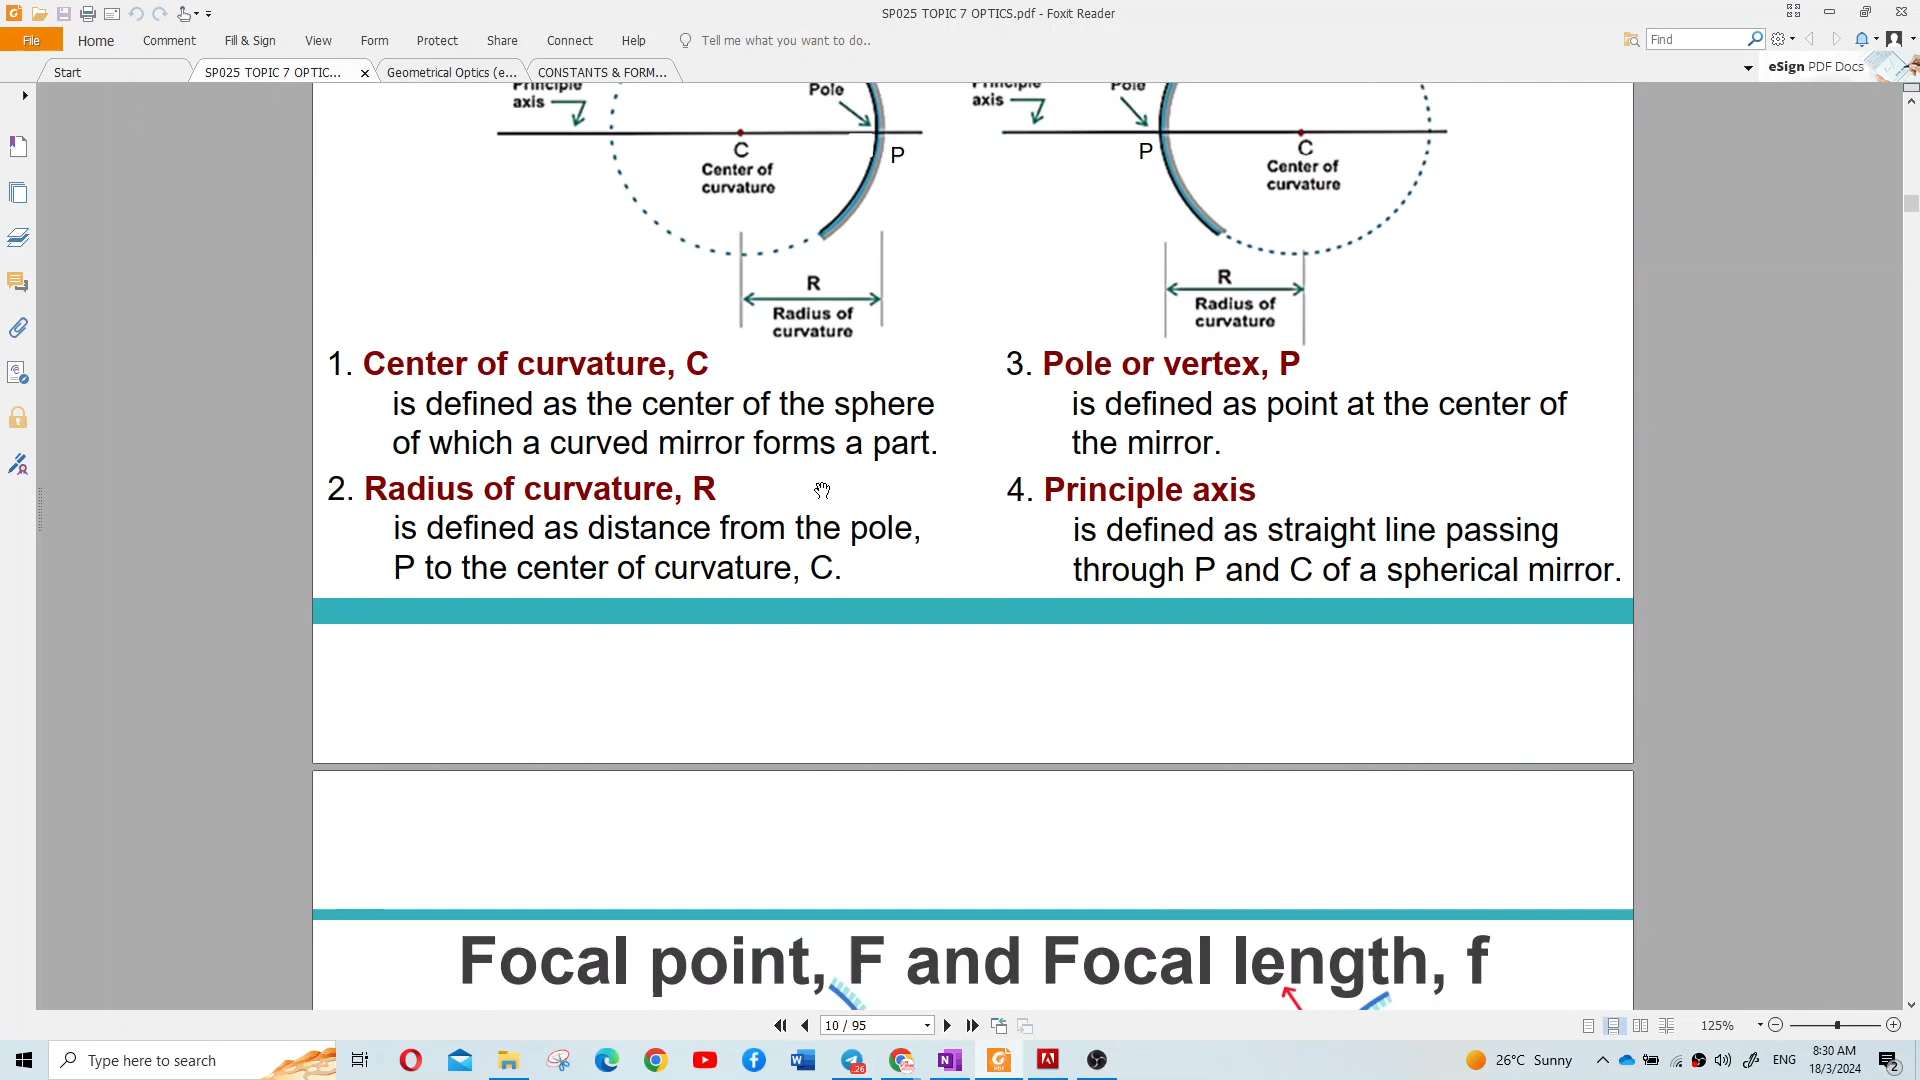 SP025 TOPIC 7 OPTICS.pdf - Foxit Reader
File Home Comment Fill & Sign View Form Protect Share Connect Help Tell me what you want to do.. Find
Start SP025 TOPIC 7 OPTIC... Geometrical Optics (e... CONSTANTS & FORM... eSign PDF Docs
Principle
axis
Pole
C
Center of
curvature
P
R
Radius of
curvature
Principle
axis
Pole
P
C
Center of
curvature
R
Radius of
curvature
1. Center of curvature, C
is defined as the center of the sphere
of which a curved mirror forms a part.
2. Radius of curvature, R
is defined as distance from the pole,
P to the center of curvature, C.
3. Pole or vertex, P
is defined as point at the center of
the mirror.
4. Principle axis
is defined as straight line passing
through P and C of a spherical mirror.
Focal point, F and Focal length, f
10 / 95
125%
Type here to search
26
26°C Sunny
ENG
8:30 AM
18/3/2024
2